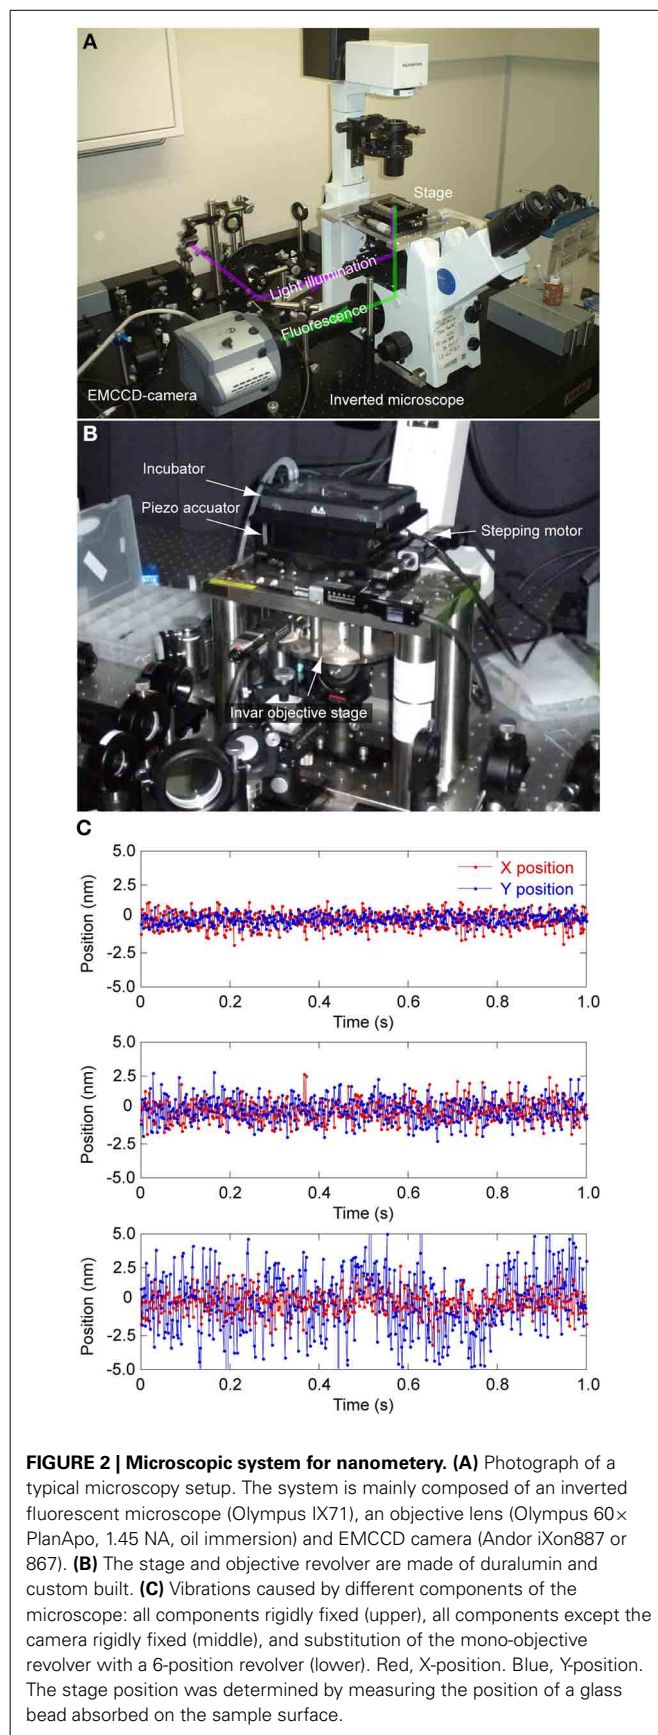 A
OLYMPUS
Stage
Light illumination
Fluorescence
EMCCD-camera
Inverted microscope
B
Incubator
Piezo accuator
Stepping motor
Invar objective stage
C
5.0
2.5
0
-2.5
-5.0
Position (nm)
X position
Y position
0 0.2 0.4 0.6 0.8 1.0
Time (s)
5.0
2.5
0
-2.5
-5.0
Position (nm)
0 0.2 0.4 0.6 0.8 1.0
Time (s)
5.0
2.5
0
-2.5
-5.0
Position (nm)
0 0.2 0.4 0.6 0.8 1.0
Time (s)
FIGURE 2 | Microscopic system for nanometery. (A) Photograph of a
typical microscopy setup. The system is mainly composed of an inverted
fluorescent microscope (Olympus IX71), an objective lens (Olympus 60×
PlanApo, 1.45 NA, oil immersion) and EMCCD camera (Andor iXon887 or
867). (B) The stage and objective revolver are made of duralumin and
custom built. (C) Vibrations caused by different components of the
microscope: all components rigidly fixed (upper), all components except the
camera rigidly fixed (middle), and substitution of the mono-objective
revolver with a 6-position revolver (lower). Red, X-position. Blue, Y-position.
The stage position was determined by measuring the position of a glass
bead absorbed on the sample surface.